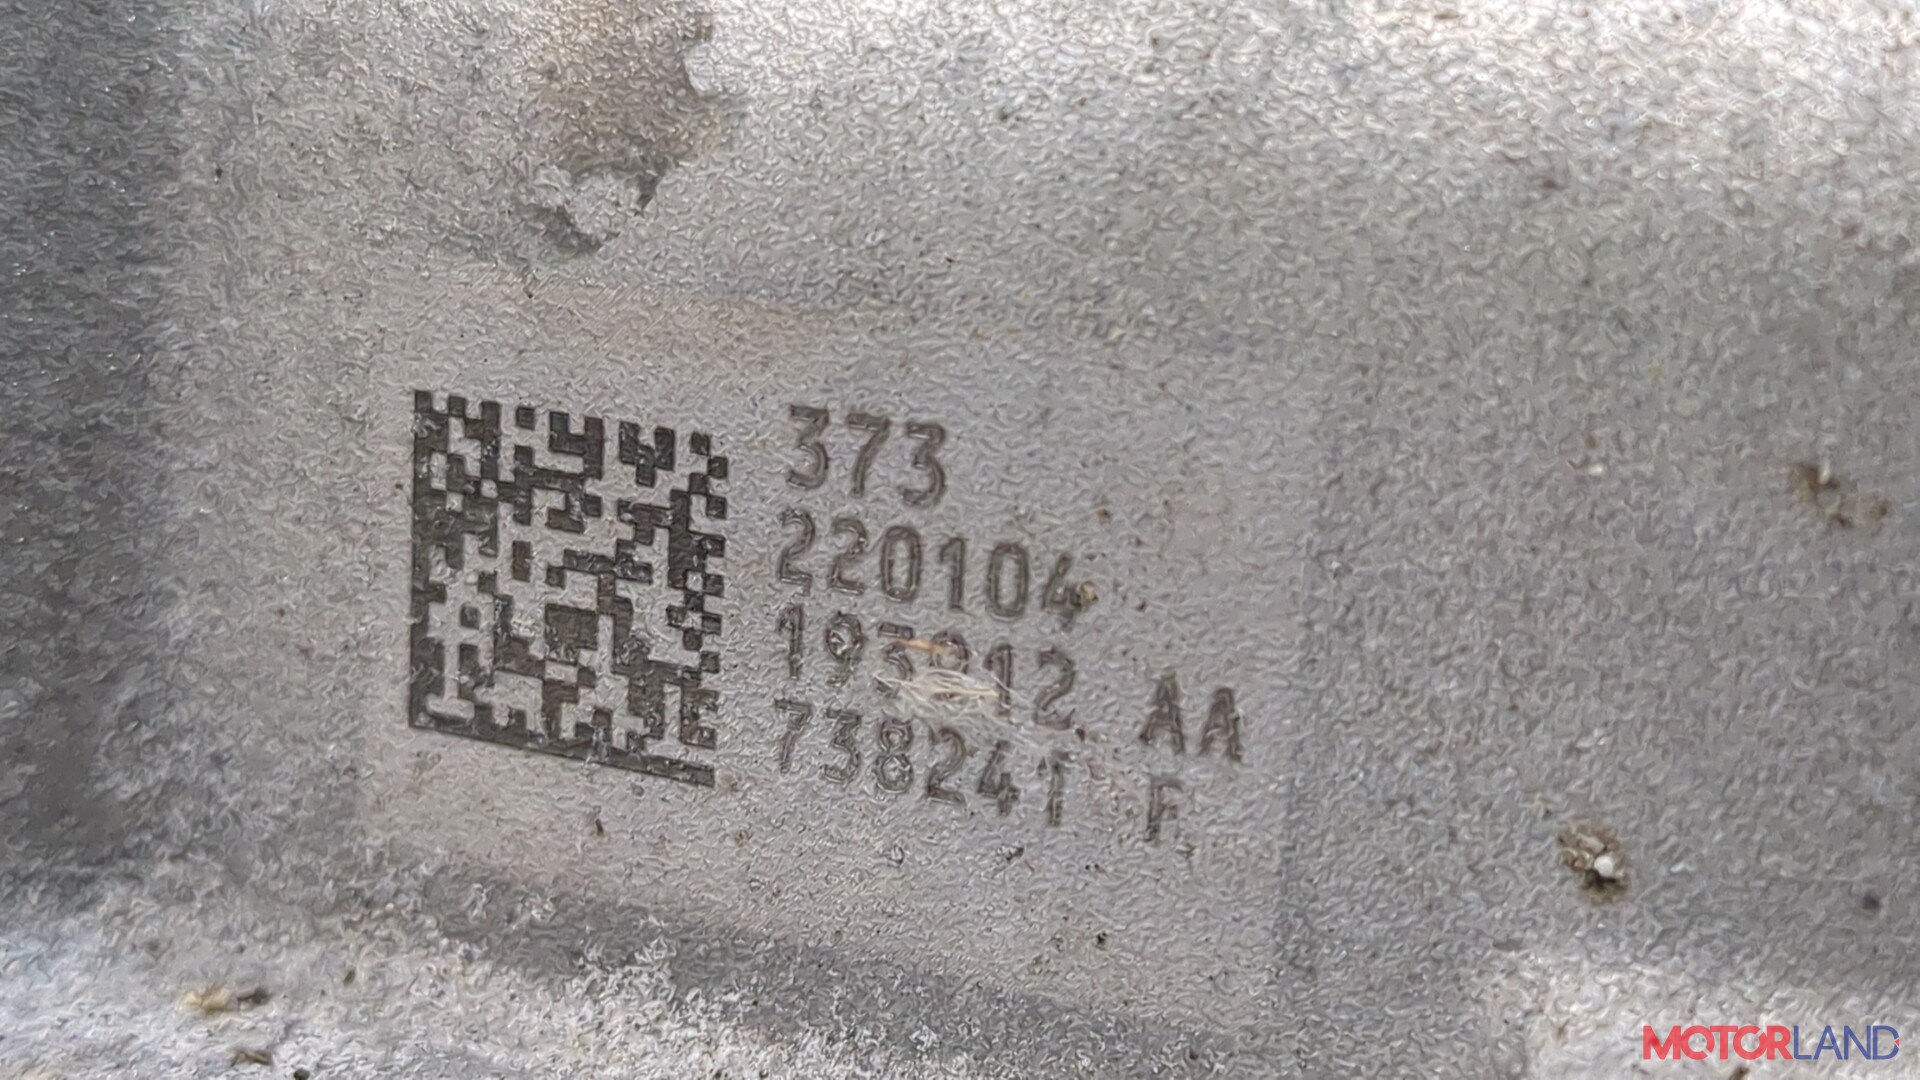 373
220104
AA
738241 F
MOTORLAND